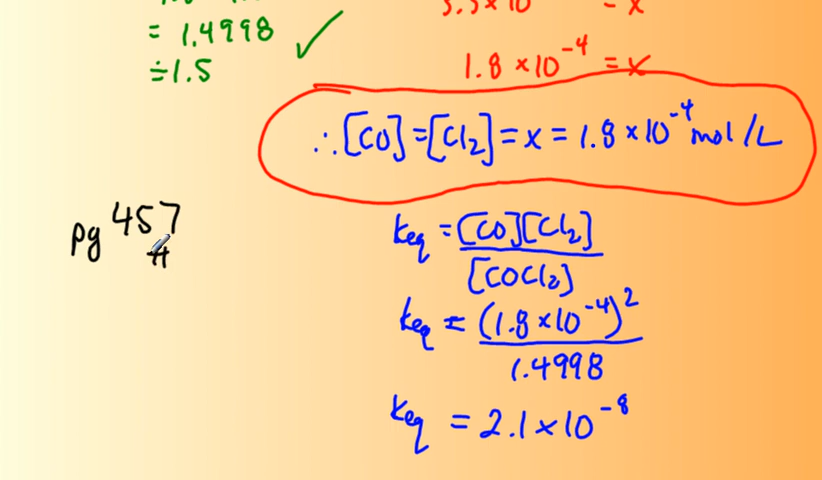 = 1.4998
≐1.5
✓
= x
1.8 × 10⁻⁴ = x
∴ [CO] = [Cl₂] = x = 1.8 × 10⁻⁴ mol/L
pg 457
#
Keq = [CO][Cl₂]
[COCl₂]
Keq = (1.8 × 10⁻⁴)²
1.4998
Keq = 2.1 × 10⁻⁸